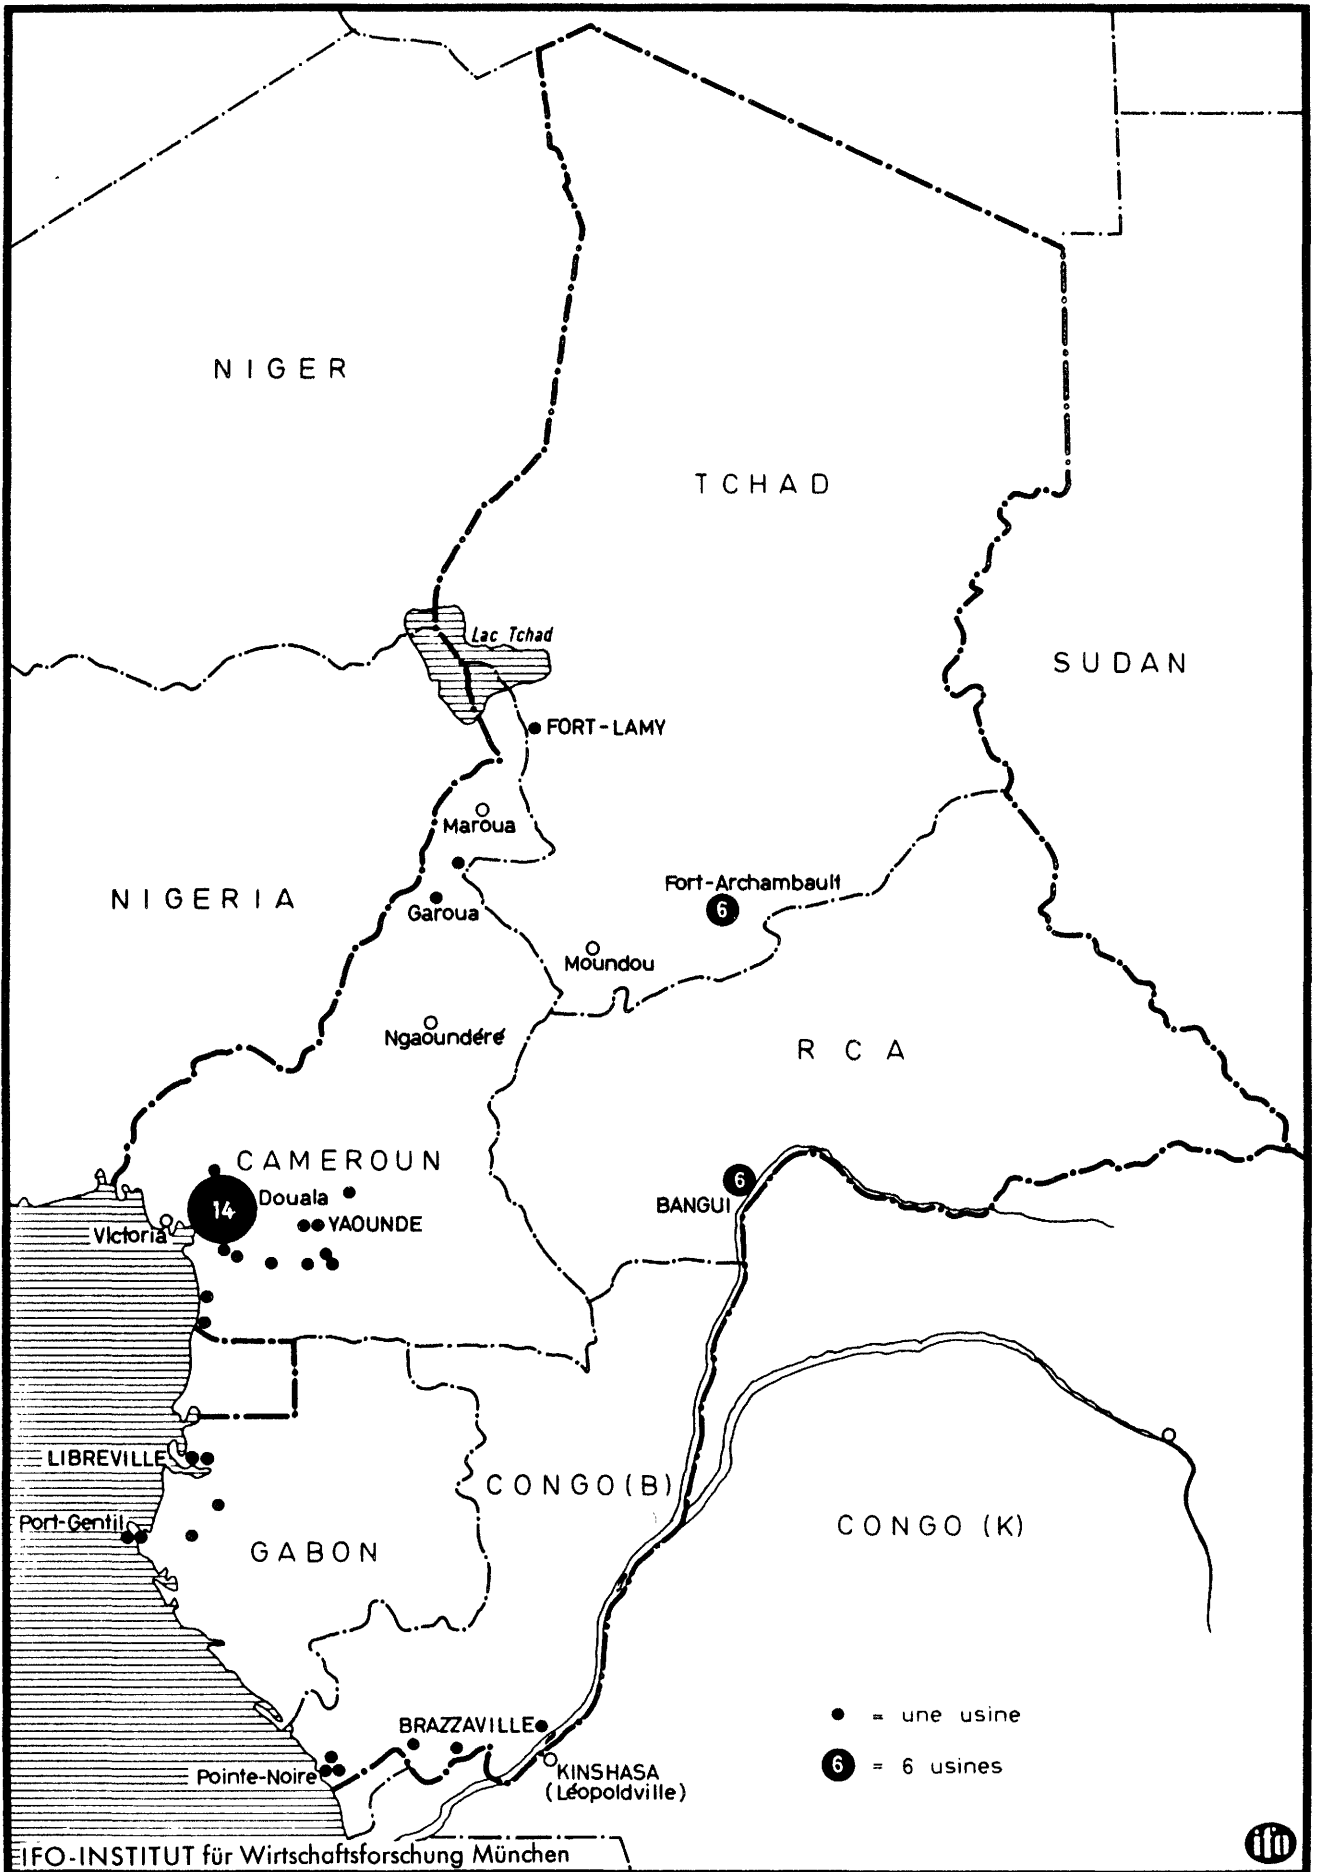 NIGER
TCHAD
Lac Tchad
SUDAN
FORT-LAMY
Maroua
Fort-Archambault
6
NIGERIA
Garoua
Moundou
Ngaoundéré
RCA
CAMEROUN
6
14
Douala
BANGUI
Victoria
YAOUNDE
LIBREVILLE
CONGO (B)
Port-Gentil
CONGO (K)
GABON
= une usine
BRAZZAVILLE
6 = 6 usines
Pointe-Noire
KINSHASA
(Léopoldville)
IFO-INSTITUT für Wirtschaftsforschung München
ifo